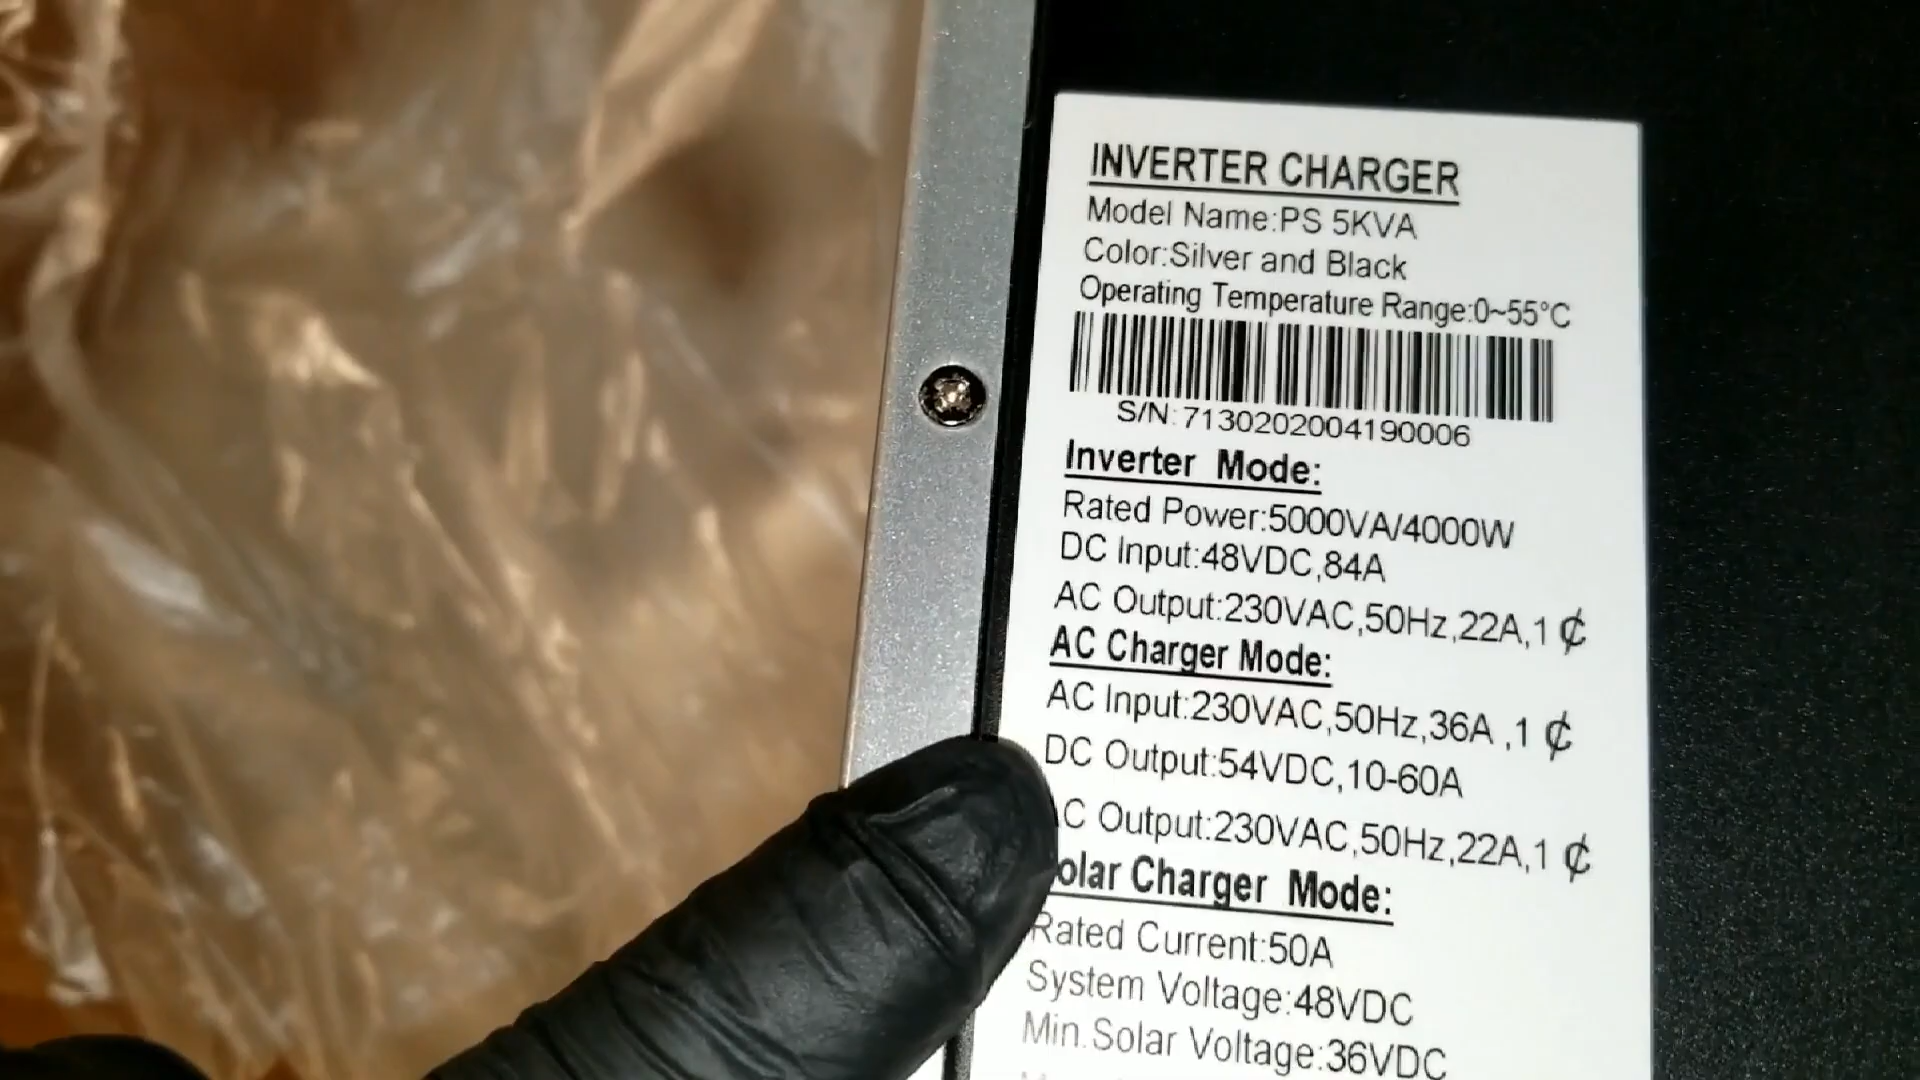 INVERTER CHARGER
Model Name:PS 5KVA
Color:Silver and Black
Operating Temperature Range:0~55°C
S/N:7130202004190006
Inverter Mode:
Rated Power:5000VA/4000W
DC Input:48VDC,84A
AC Output:230VAC,50Hz,22A,1 ₵
AC Charger Mode:
AC Input:230VAC,50Hz,36A ,1 ₵
DC Output:54VDC,10-60A
C Output:230VAC,50Hz,22A,1 ₵
olar Charger Mode:
Rated Current:50A
System Voltage:48VDC
Min.Solar Voltage:36VDC